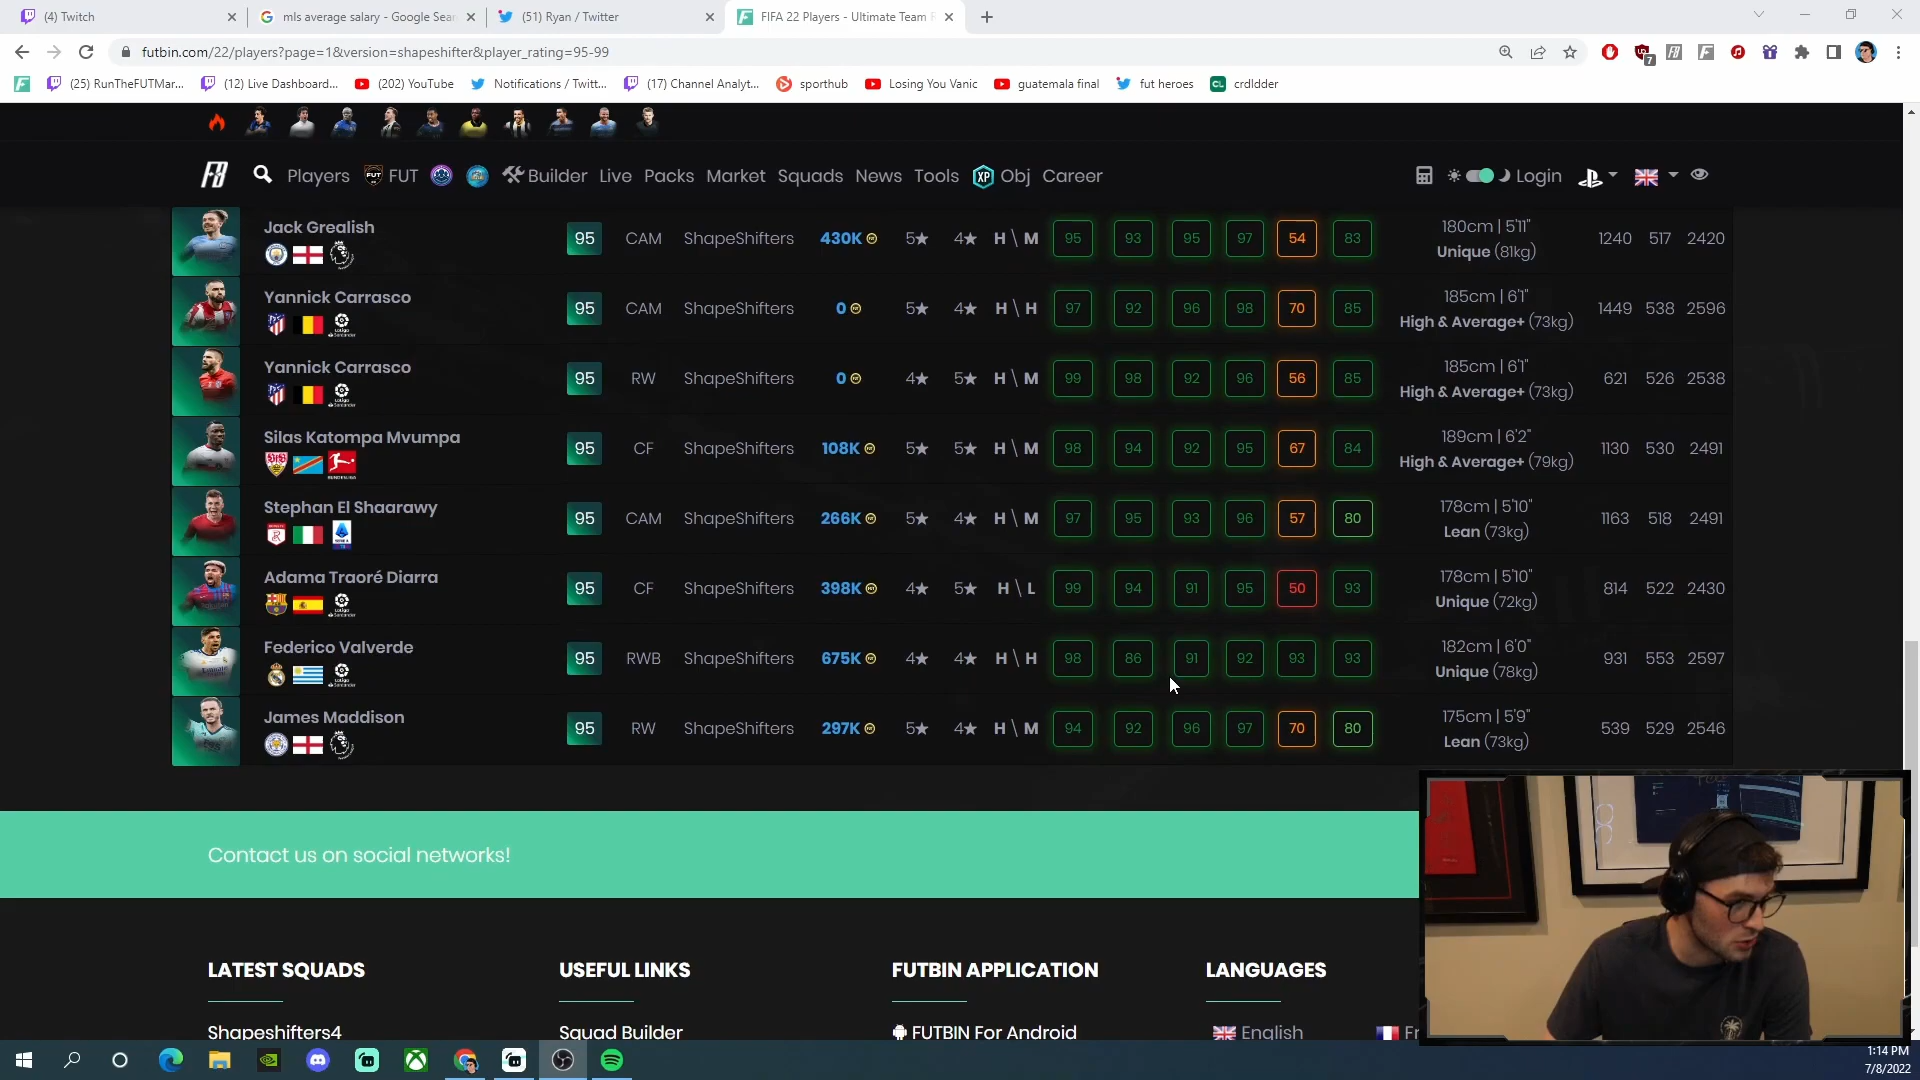 (4) Twitch
mls average salary - Google Sear
(51) Ryan / Twitter
FIFA 22 Players - Ultimate Team F
futbin.com/22/players?page=1&version=shapeshifter&player_rating=95-99
7
(25) RunTheFUTMar...
(12) Live Dashboard...
(202) YouTube
Notifications / Twitt...
(17) Channel Analyt...
sporthub
Losing You Vanic
guatemala final
fut heroes
CL crdldder
Players
FUT
Builder
Live
Packs
Market
Squads
News
Tools
XP Obj
Career
Login
Jack Grealish 95 CAM ShapeShifters 430K 5★ 4★ H \ M 95 93 95 97 54 83 180cm | 5'11" 1240 517 2420
Unique (81kg)
Yannick Carrasco 95 CAM ShapeShifters 0 5★ 4★ H \ H 97 92 96 98 70 85 185cm | 6'1" 1449 538 2596
High & Average+ (73kg)
Yannick Carrasco 95 RW ShapeShifters 0 4★ 5★ H \ M 99 98 92 96 56 85 185cm | 6'1" 621 526 2538
High & Average+ (73kg)
Silas Katompa Mvumpa 95 CF ShapeShifters 108K 5★ 5★ H \ M 98 94 92 95 67 84 189cm | 6'2" 1130 530 2491
High & Average+ (79kg)
Stephan El Shaarawy 95 CAM ShapeShifters 266K 5★ 4★ H \ M 97 95 93 96 57 80 178cm | 5'10" 1163 518 2491
Lean (73kg)
Adama Traoré Diarra 95 CF ShapeShifters 398K 4★ 5★ H \ L 99 94 91 95 50 93 178cm | 5'10" 814 522 2430
Unique (72kg)
Federico Valverde 95 RWB ShapeShifters 675K 4★ 4★ H \ H 98 86 91 92 93 93 182cm | 6'0" 931 553 2597
Unique (78kg)
James Maddison 95 RW ShapeShifters 297K 5★ 4★ H \ M 94 92 96 97 70 80 175cm | 5'9" 539 529 2546
Lean (73kg)
Contact us on social networks!
LATEST SQUADS
USEFUL LINKS
FUTBIN APPLICATION
LANGUAGES
Shapeshifters4
Squad Builder
FUTBIN For Android
English
Fr
1:14 PM
7/8/2022